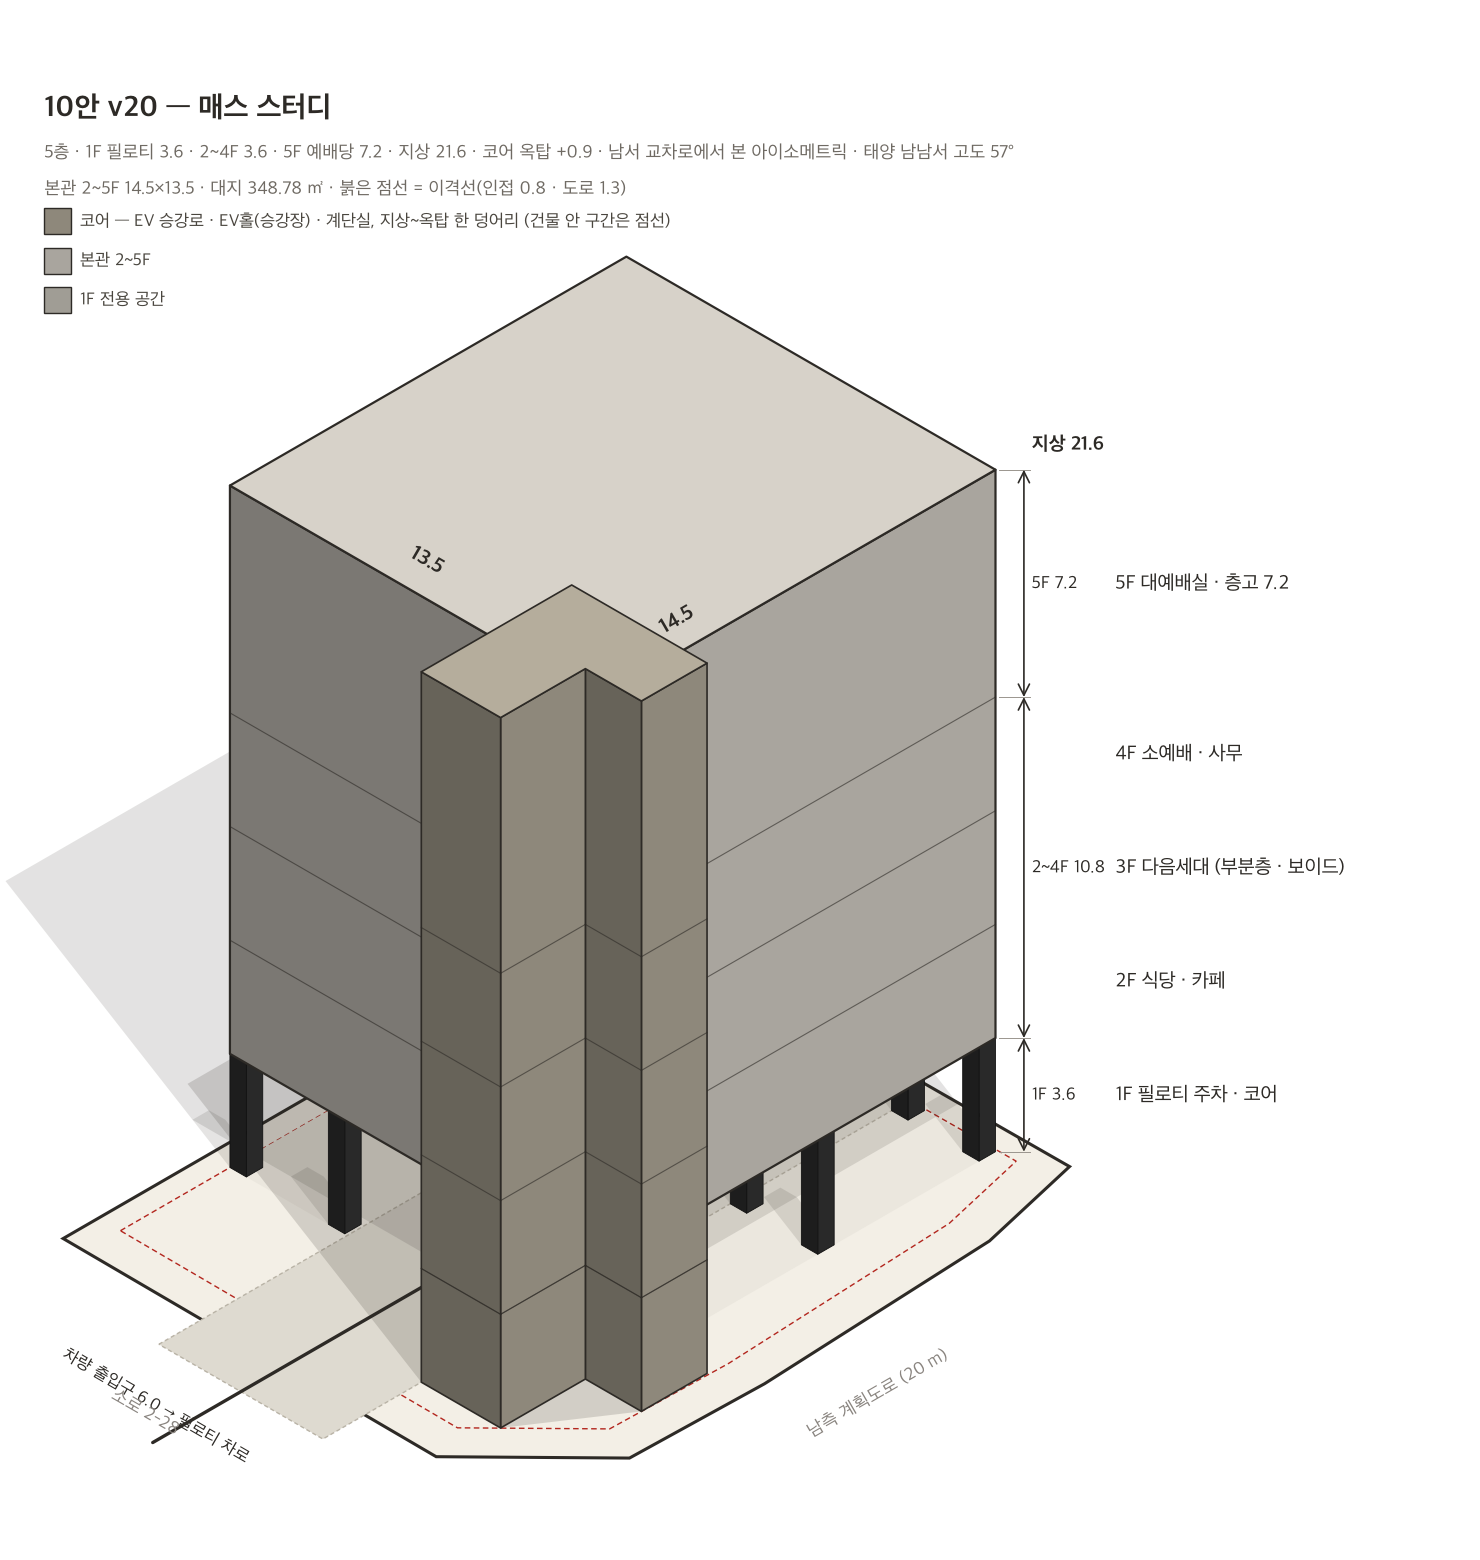 10안 v20 — 매스 스터디
5층 · 1F 필로티 3.6 · 2~4F 3.6 · 5F 예배당 7.2 · 지상 21.6 · 코어 옥탑 +0.9 · 남서 교차로에서 본 아이소메트릭 · 태양 남남서 고도 57°
본관 2~5F 14.5×13.5 · 대지 348.78 ㎡ · 붉은 점선 = 이격선(인접 0.8 · 도로 1.3)
코어 — EV 승강로 · EV홀(승강장) · 계단실, 지상~옥탑 한 덩어리 (건물 안 구간은 점선)
본관 2~5F
1F 전용 공간
지상 21.6
13.5
14.5
5F 7.2
5F 대예배실 · 층고 7.2
4F 소예배 · 사무
2~4F 10.8
3F 다음세대 (부분층 · 보이드)
2F 식당 · 카페
1F 3.6
1F 필로티 주차 · 코어
차량 출입구 6.0 → 필로티 차로
소로 2-28
남측 계획도로 (20 m)